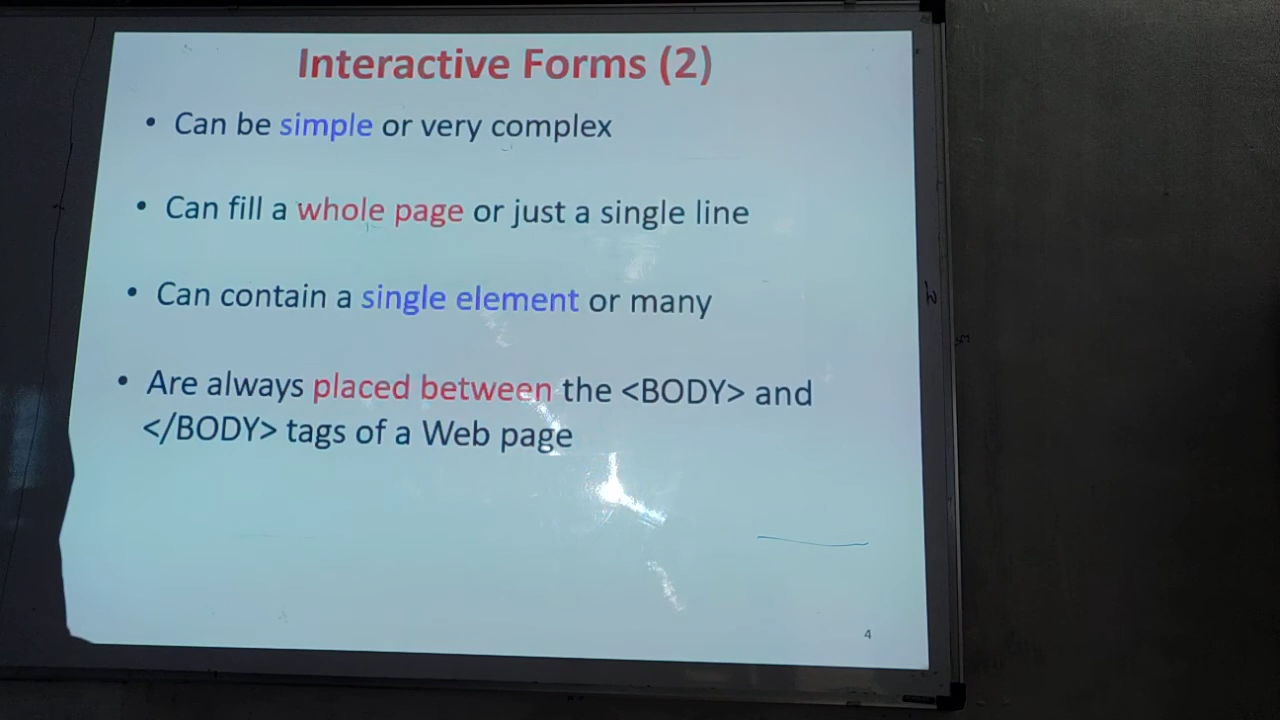 Interactive Forms (2)
• Can be simple or very complex
• Can fill a whole page or just a single line
• Can contain a single element or many
• Are always placed between the <BODY> and
</BODY> tags of a Web page
4